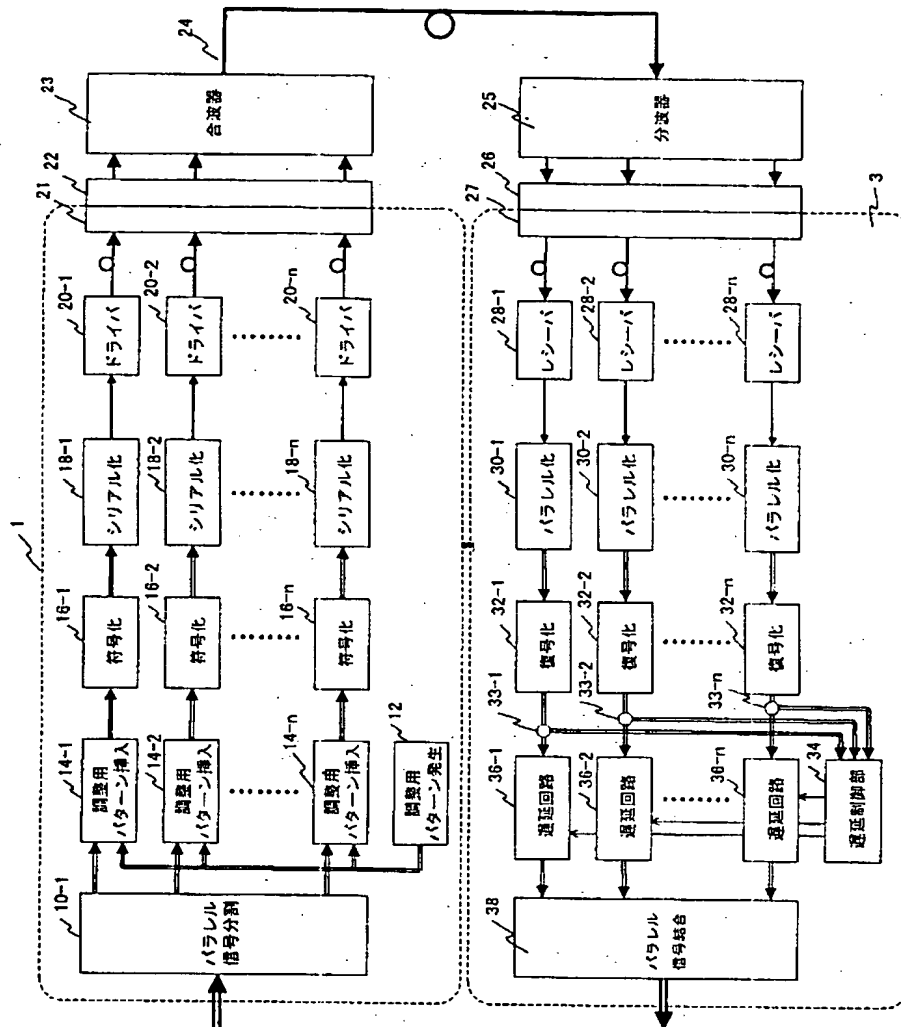 1
10-1
パラレル
信号分割
14-1
調整用
パターン挿入
14-2
調整用
パターン挿入
14-n
調整用
パターン挿入
12
調整用
パターン発生
16-1
符号化
16-2
符号化
16-n
符号化
18-1
シリアル化
18-2
シリアル化
18-n
シリアル化
20-1
ドライバ
20-2
ドライバ
20-n
ドライバ
21
22
23
合波器
24
25
分波器
26
27
3
28-1
レシーバ
28-2
レシーバ
28-n
レシーバ
30-1
パラレル化
30-2
パラレル化
30-n
パラレル化
32-1
復号化
32-2
復号化
32-n
復号化
33-1
33-2
33-n
36-1
遅延回路
36-2
遅延回路
36-n
遅延回路
34
遅延制御部
38
パラレル
信号結合